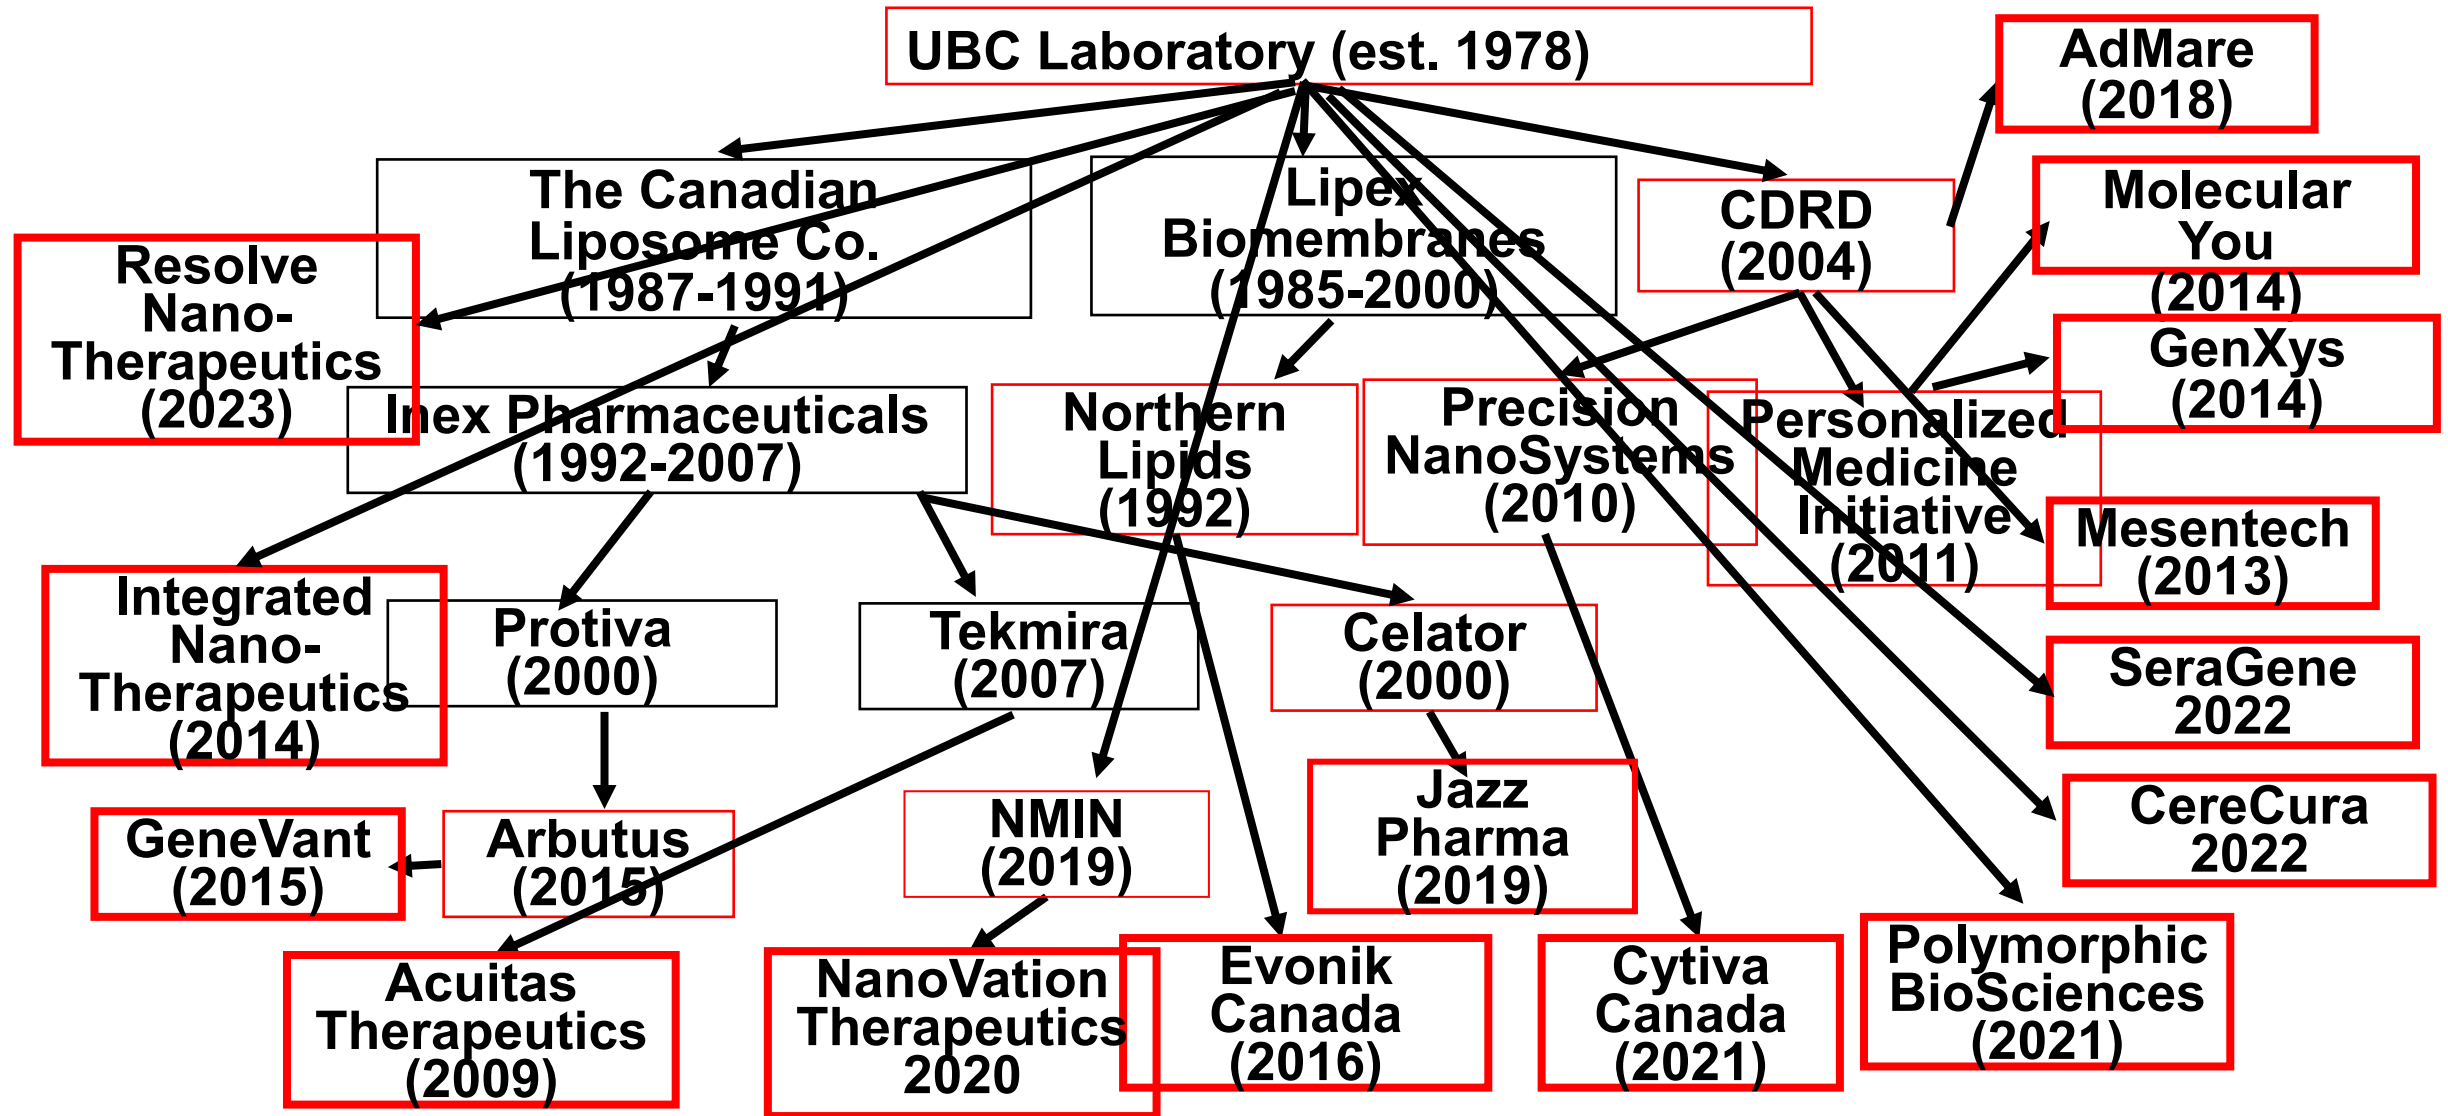 UBC Laboratory (est. 1978)
AdMare
(2018)
The Canadian
Liposome Co.
(1987-1991)
Lipex
Biomembranes
(1985-2000)
CDRD
(2004)
Molecular
You
(2014)
Resolve
Nano-
Therapeutics
(2023)
GenXys
(2014)
Inex Pharmaceuticals
(1992-2007)
Northern
Lipids
(1992)
Precision
NanoSystems
(2010)
Personalized
Medicine
Initiative
(2011)
Mesentech
(2013)
Integrated
Nano-
Therapeutics
(2014)
Protiva
(2000)
Tekmira
(2007)
Celator
(2000)
SeraGene
2022
GeneVant
(2015)
Arbutus
(2015)
NMIN
(2019)
Jazz
Pharma
(2019)
CereCura
2022
Acuitas
Therapeutics
(2009)
NanoVation
Therapeutics
2020
Evonik
Canada
(2016)
Cytiva
Canada
(2021)
Polymorphic
BioSciences
(2021)